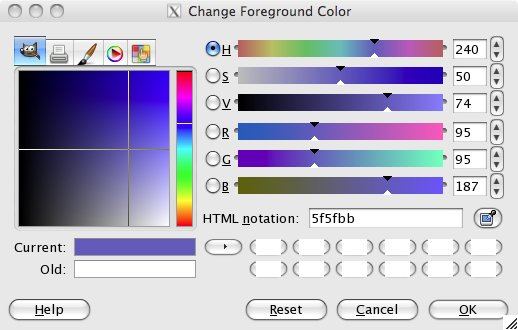 Change Foreground Color
H 240
S 50
V 74
R 95
G 95
B 187
HTML notation: 5f5fbb
Current:
Old:
Help
Reset
Cancel
OK